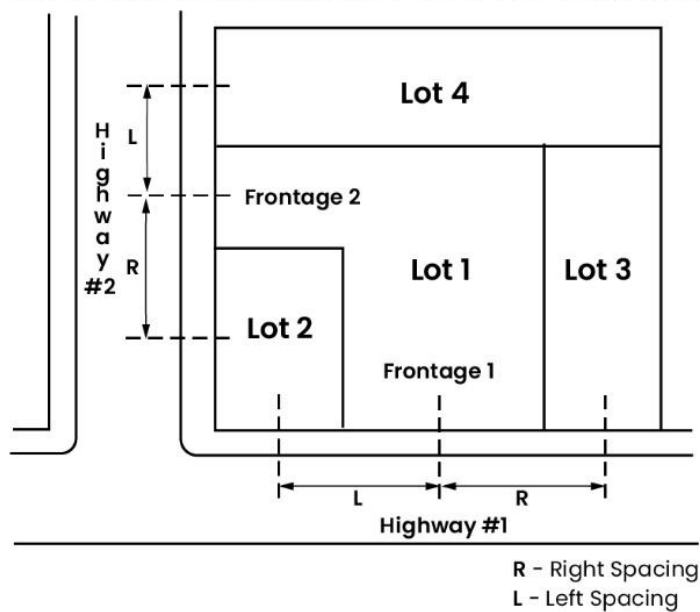 Lot 4
Highway #2
L
Frontage 2
R
Lot 1
Lot 3
Lot 2
Frontage 1
L
R
Highway #1
R - Right Spacing
L - Left Spacing